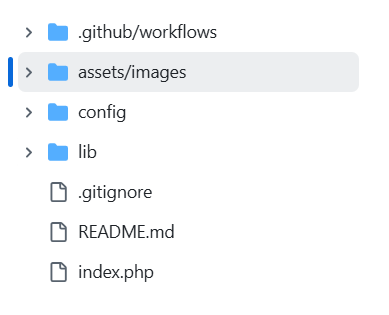 .github/workflows
assets/images
config
lib
.gitignore
README.md
index.php